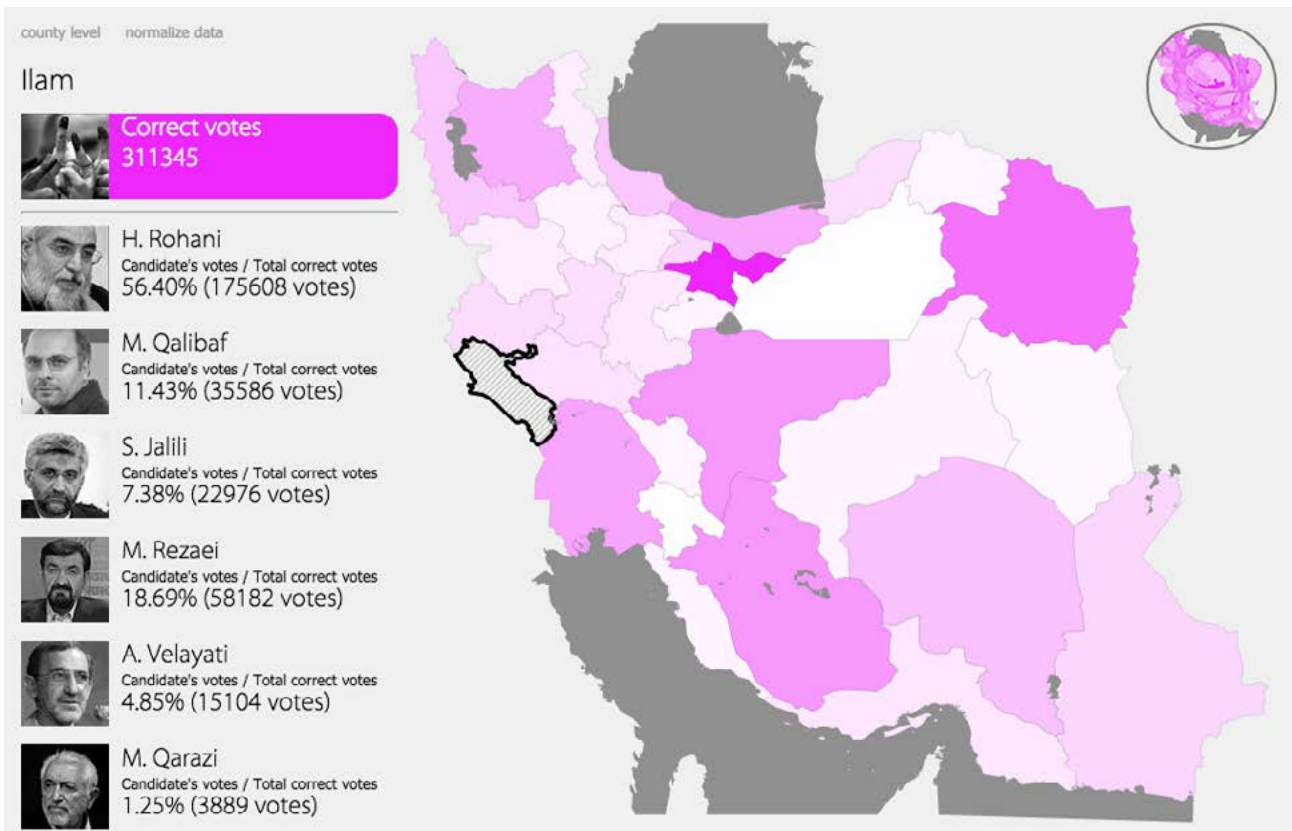 county level normalize data
Ilam
Correct votes
311345
H. Rohani
Candidate's votes / Total correct votes
56.40% (175608 votes)
M. Qalibaf
Candidate's votes / Total correct votes
11.43% (35586 votes)
S. Jalili
Candidate's votes / Total correct votes
7.38% (22976 votes)
M. Rezaei
Candidate's votes / Total correct votes
18.69% (58182 votes)
A. Velayati
Candidate's votes / Total correct votes
4.85% (15104 votes)
M. Qarazi
Candidate's votes / Total correct votes
1.25% (3889 votes)